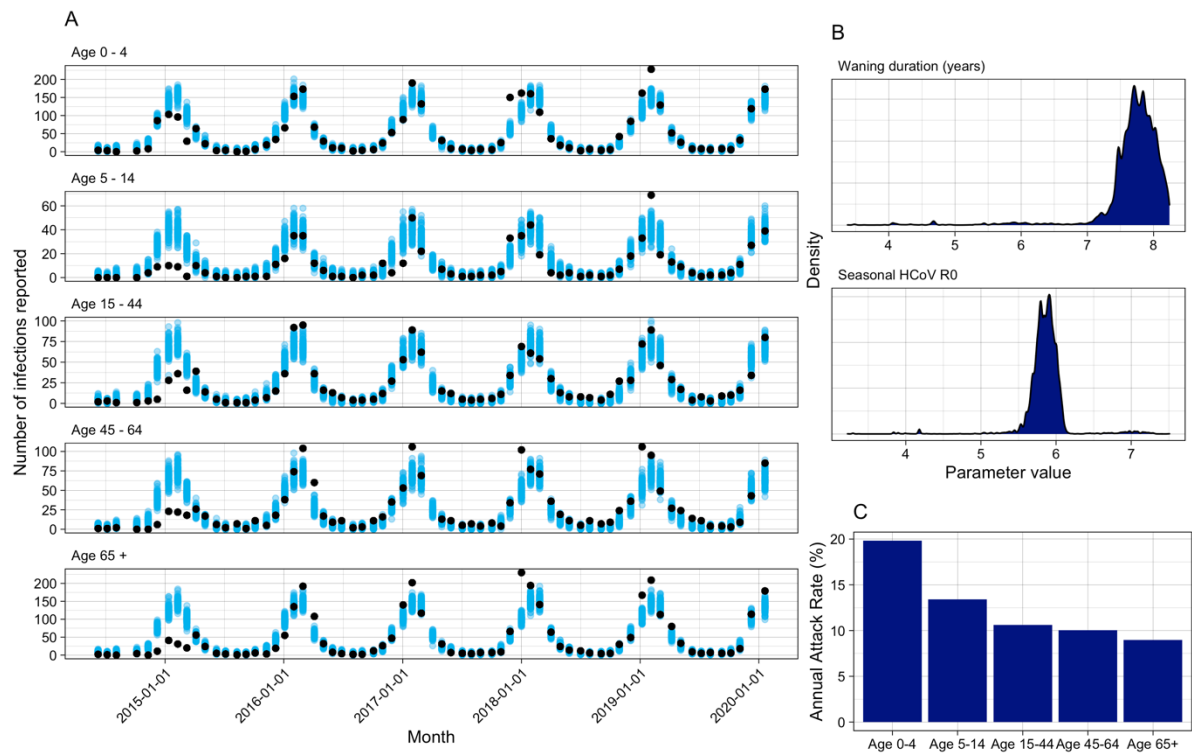 A
Age 0 - 4
200
150
100
50
0
Age 5 - 14
60
40
20
0
Age 15 - 44
100
75
50
25
0
Age 45 - 64
100
75
50
25
0
Age 65 +
200
150
100
50
0
Number of infections reported
2015-01-01
2016-01-01
2017-01-01
2018-01-01
2019-01-01
2020-01-01
Month
B
Waning duration (years)
4 5 6 7 8
Seasonal HCoV R0
4 5 6 7
Density
Parameter value
C
Annual Attack Rate (%)
20
15
10
5
0
Age 0-4 Age 5-14 Age 15-44 Age 45-64 Age 65+